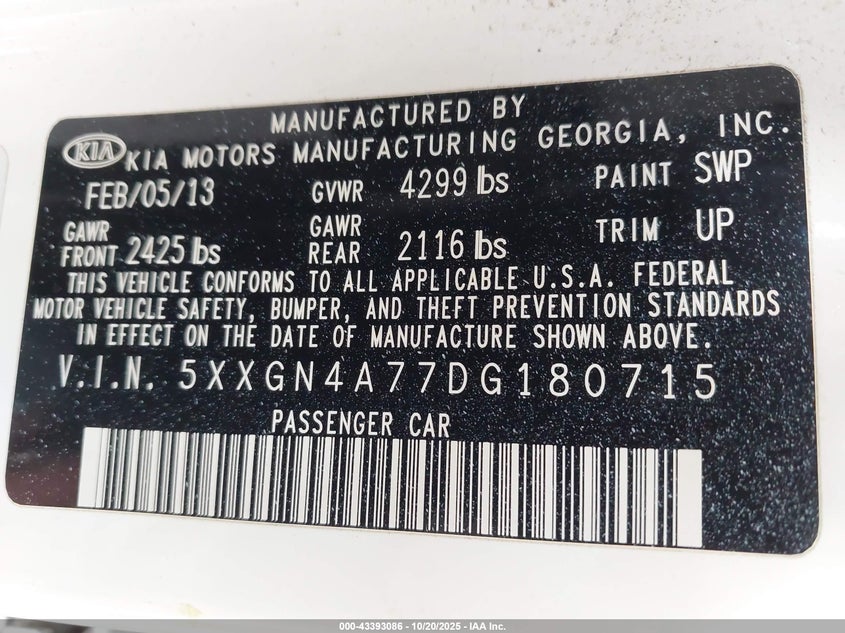 MANUFACTURED BY
KIA KIA MOTORS MANUFACTURING GEORGIA, INC.
FEB/05/13 GVWR 4299 lbs PAINT SWP
GAWR FRONT 2425 lbs GAWR REAR 2116 lbs TRIM UP
THIS VEHICLE CONFORMS TO ALL APPLICABLE U.S.A. FEDERAL
MOTOR VEHICLE SAFETY, BUMPER, AND THEFT PREVENTION STANDARDS
IN EFFECT ON THE DATE OF MANUFACTURE SHOWN ABOVE.
V.I.N. 5XXGN4A77DG180715
PASSENGER CAR
000-43393086 - 10/20/2025 - IAA Inc.